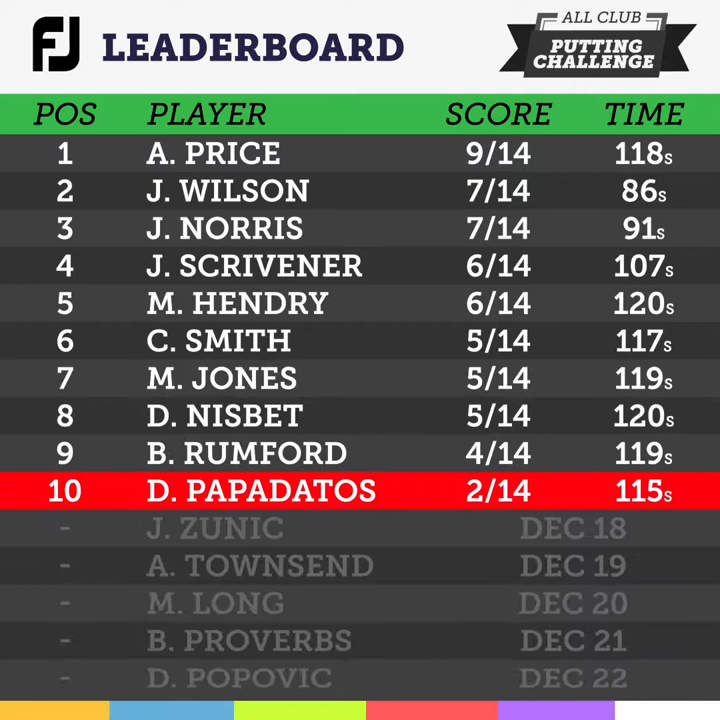 FJ LEADERBOARD
ALL CLUB
PUTTING
CHALLENGE
POS PLAYER SCORE TIME
1 A. PRICE 9/14 118s
2 J. WILSON 7/14 86s
3 J. NORRIS 7/14 91s
4 J. SCRIVENER 6/14 107s
5 M. HENDRY 6/14 120s
6 C. SMITH 5/14 117s
7 M. JONES 5/14 119s
8 D. NISBET 5/14 120s
9 B. RUMFORD 4/14 119s
10 D. PAPADATOS 2/14 115s
- J. ZUNIC DEC 18
- A. TOWNSEND DEC 19
- M. LONG DEC 20
- B. PROVERBS DEC 21
- D. POPOVIC DEC 22